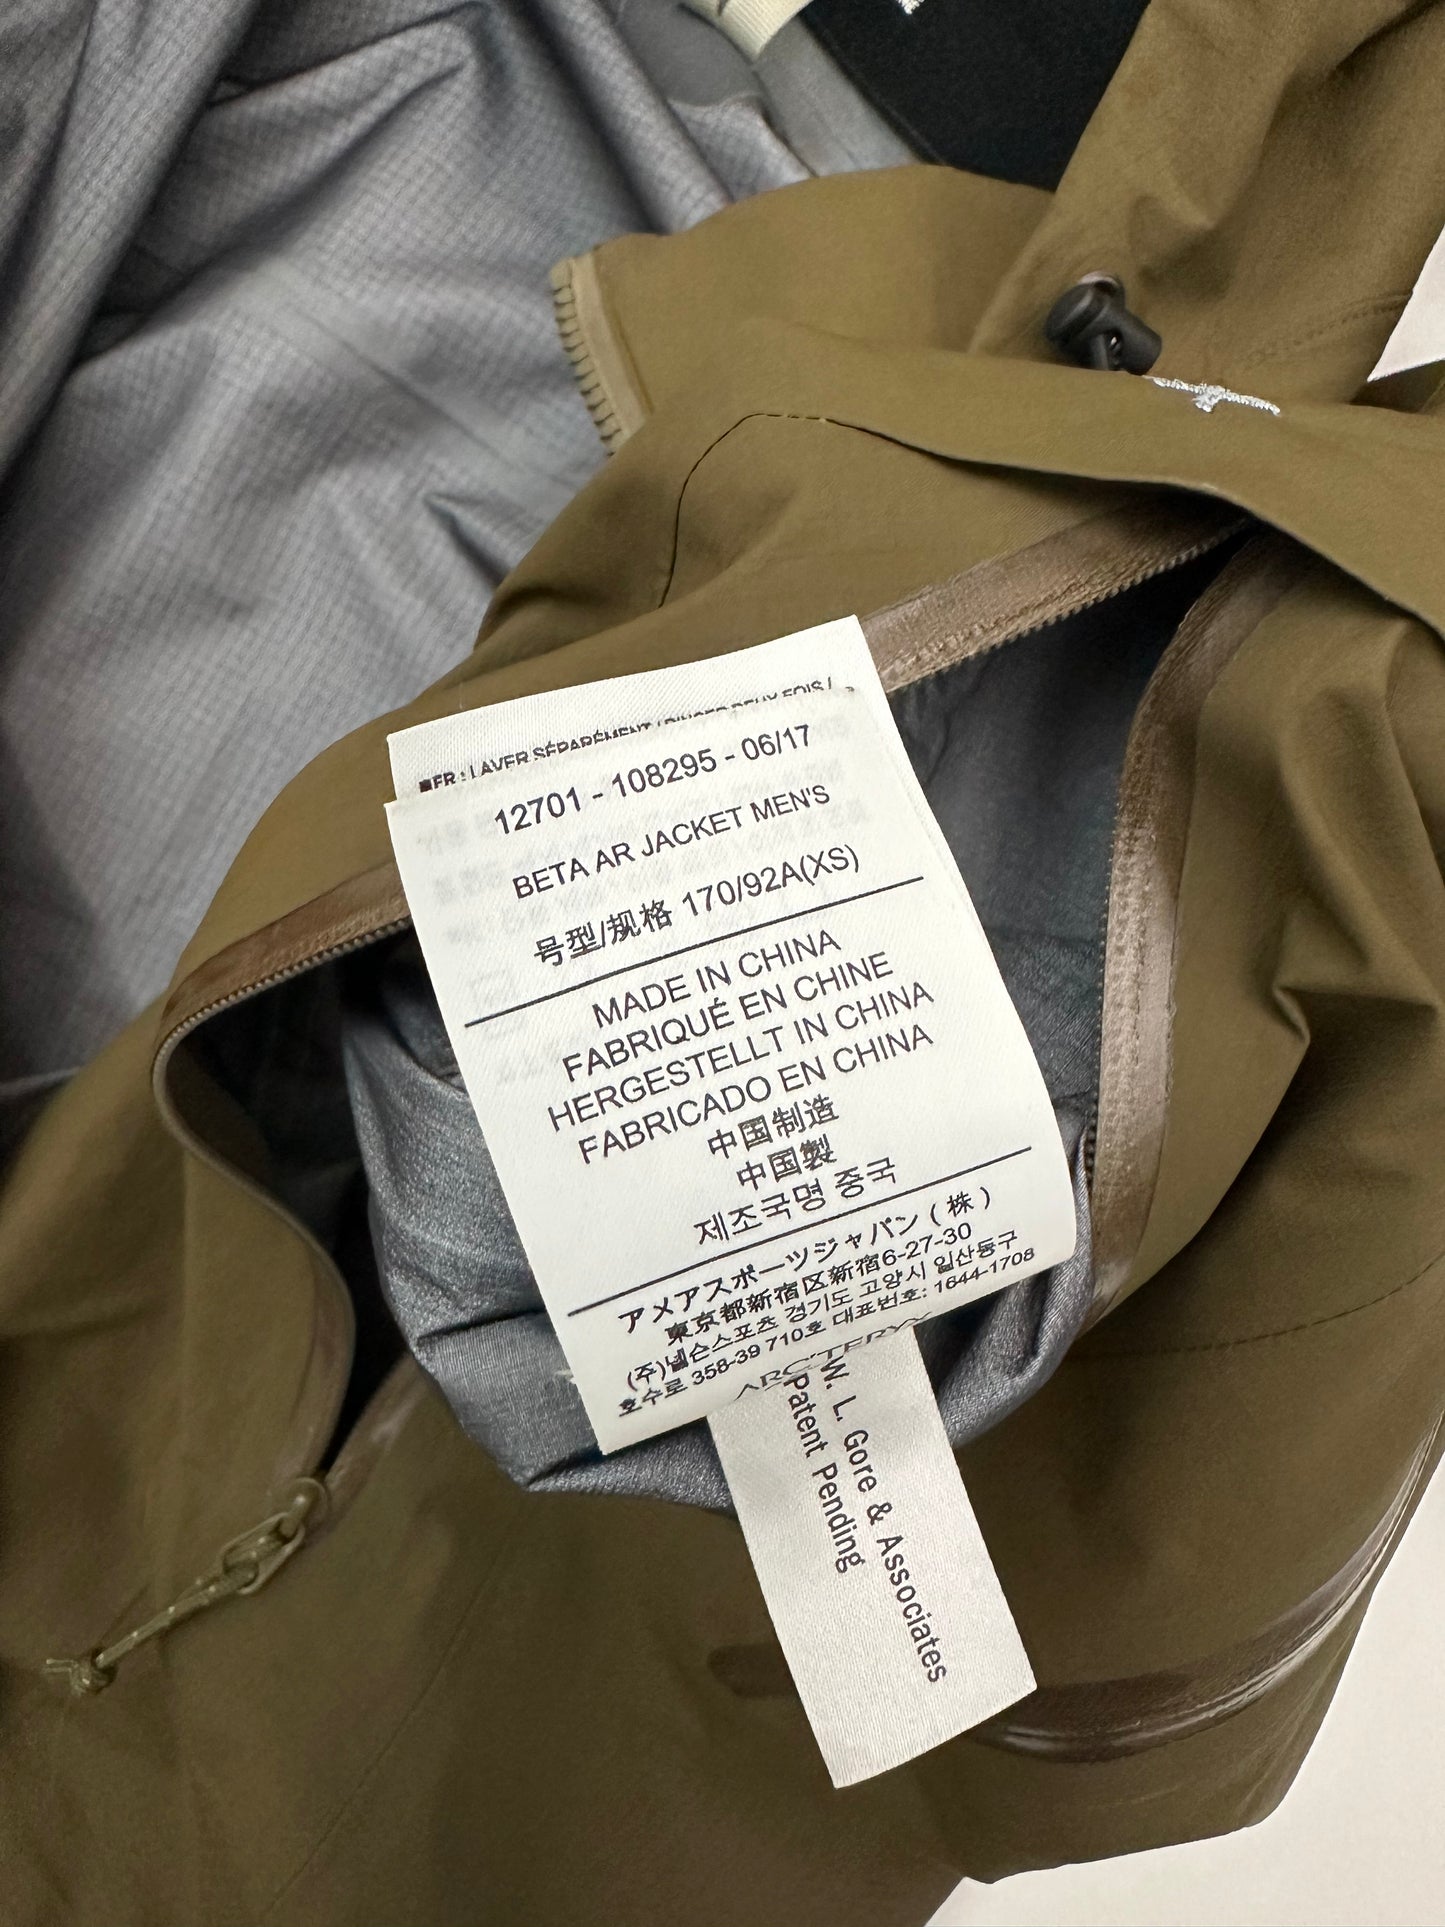 FR : LAVER SÉPARÉMENT / RINCER DEUX FOIS /
12701 - 108295 - 06/17
BETA AR JACKET MEN'S
号型/规格 170/92A(XS)
MADE IN CHINA
FABRIQUÉ EN CHINE
HERGESTELLT IN CHINA
FABRICADO EN CHINA
中国制造
中国製
제조국명 중국
アメアスポーツジャパン ( 株 )
東京都新宿区新宿6-27-30
(주)넬슨스포츠 경기도 고양시 일산동구
호수로 358-39 710호 대표번호: 1644-1708
ARC'TERYX
W. L. Gore & Associates
Patent Pending